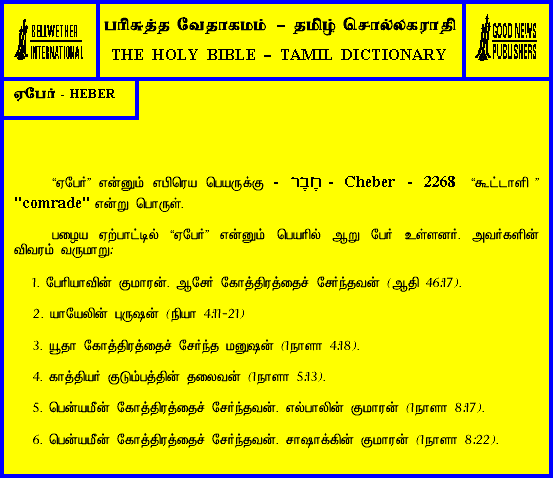 BELLWETHER
INTERNATIONAL
பரிசுத்த வேதாகமம் – தமிழ் சொல்லகராதி
THE HOLY BIBLE – TAMIL DICTIONARY
GOOD NEWS
PUBLISHERS
ஏபேர் - HEBER
“ஏபேர்” என்னும் எபிரெய பெயருக்கு - חֶבֶר - Cheber - 2268 “கூட்டாளி”
"comrade" என்று பொருள்.
பழைய ஏற்பாட்டில் “ஏபேர்” என்னும் பெயரில் ஆறு பேர் உள்ளனர். அவர்களின்
விவரம் வருமாறு:
1. பேரியாவின் குமாரன். ஆசேர் கோத்திரத்தைச் சேர்ந்தவன் (ஆதி 46:17).
2. யாயேலின் புருஷன் (நியா 4:11-21)
3. யூதா கோத்திரத்தைச் சேர்ந்த மனுஷன் (1நாளா 4:18).
4. காத்தியர் குடும்பத்தின் தலைவன் (1நாளா 5:13).
5. பென்யமீன் கோத்திரத்தைச் சேர்ந்தவன். எல்பாலின் குமாரன் (1நாளா 8:17).
6. பென்யமீன் கோத்திரத்தைச் சேர்ந்தவன். சாஷாக்கின் குமாரன் (1நாளா 8:22).